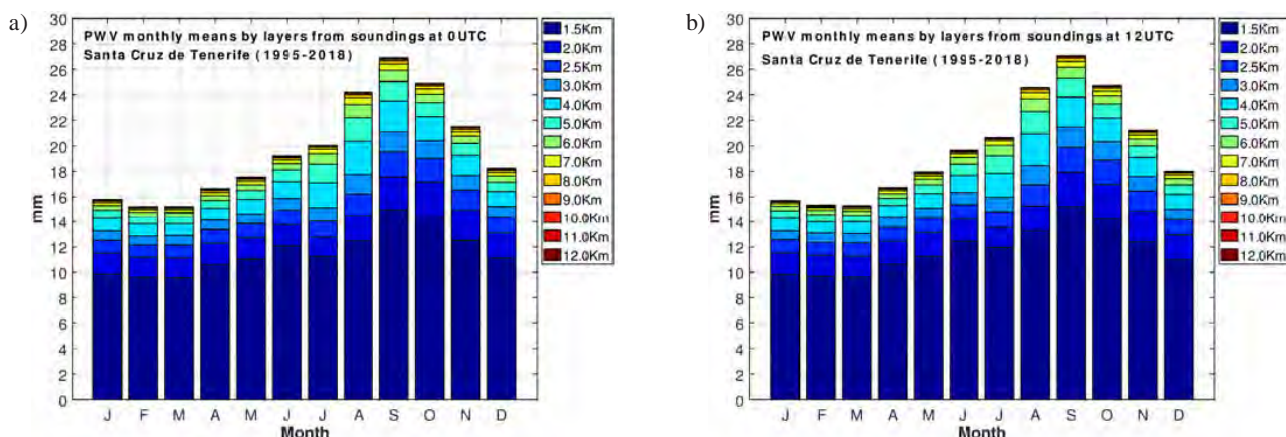 a)
PWV monthly means by layers from soundings at 0UTC
Santa Cruz de Tenerife (1995-2018)
30
28
26
24
22
20
18
16
14
12
10
8
6
4
2
0
mm
J F M A M J J A S O N D
Month
1.5Km
2.0Km
2.5Km
3.0Km
4.0Km
5.0Km
6.0Km
7.0Km
8.0Km
9.0Km
10.0Km
11.0Km
12.0Km
b)
PWV monthly means by layers from soundings at 12UTC
Santa Cruz de Tenerife (1995-2018)
30
28
26
24
22
20
18
16
14
12
10
8
6
4
2
0
mm
J F M A M J J A S O N D
Month
1.5Km
2.0Km
2.5Km
3.0Km
4.0Km
5.0Km
6.0Km
7.0Km
8.0Km
9.0Km
10.0Km
11.0Km
12.0Km